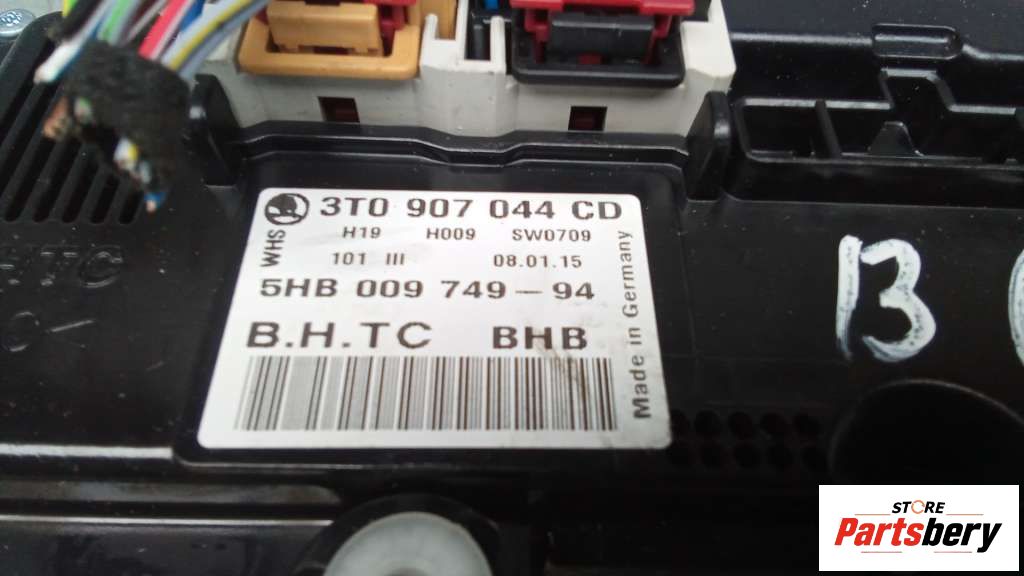 3T0 907 044 CD
WHS
H19 H009 SW0709
101 III 08.01.15
5HB 009 749-94
B.H.TC BHB
Made in Germany
13
STORE
Partsbery